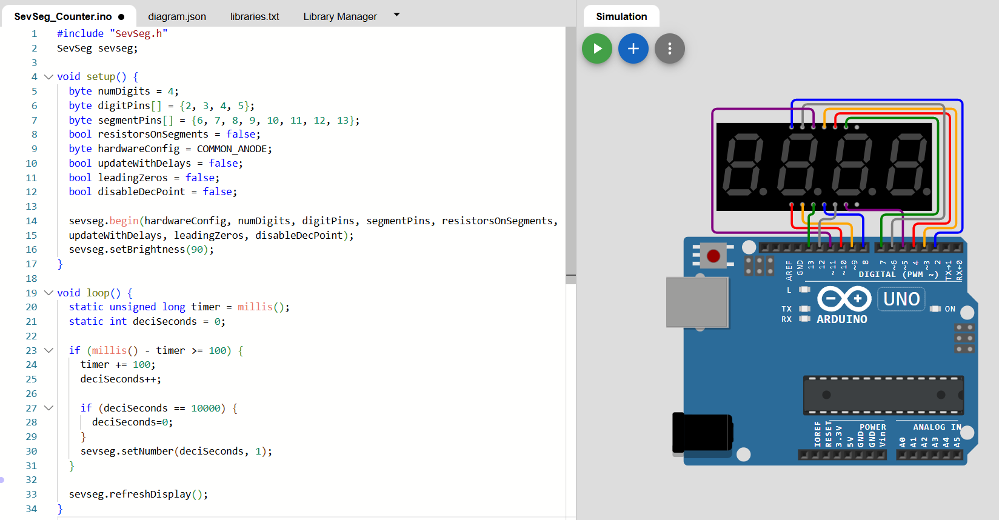 SevSeg_Counter.ino ● diagram.json libraries.txt Library Manager
1 #include "SevSeg.h"
2 SevSeg sevseg;
3
4 void setup() {
5 byte numDigits = 4;
6 byte digitPins[] = {2, 3, 4, 5};
7 byte segmentPins[] = {6, 7, 8, 9, 10, 11, 12, 13};
8 bool resistorsOnSegments = false;
9 byte hardwareConfig = COMMON_ANODE;
10 bool updateWithDelays = false;
11 bool leadingZeros = false;
12 bool disableDecPoint = false;
13
14 sevseg.begin(hardwareConfig, numDigits, digitPins, segmentPins, resistorsOnSegments,
15 updateWithDelays, leadingZeros, disableDecPoint);
16 sevseg.setBrightness(90);
17 }
18
19 void loop() {
20 static unsigned long timer = millis();
21 static int deciSeconds = 0;
22
23 if (millis() - timer >= 100) {
24 timer += 100;
25 deciSeconds++;
26
27 if (deciSeconds == 10000) {
28 deciSeconds=0;
29 }
30 sevseg.setNumber(deciSeconds, 1);
31 }
32
33 sevseg.refreshDisplay();
34 }
Simulation
AREF GND 13 12 ~11 ~10 ~9 8 7 ~6 ~5 4 ~3 2 TX→1 RX←0
DIGITAL (PWM ~)
L
TX
RX
ARDUINO
UNO
ON
POWER
ANALOG IN
IOREF RESET 3.3V 5V GND GND Vin A0 A1 A2 A3 A4 A5